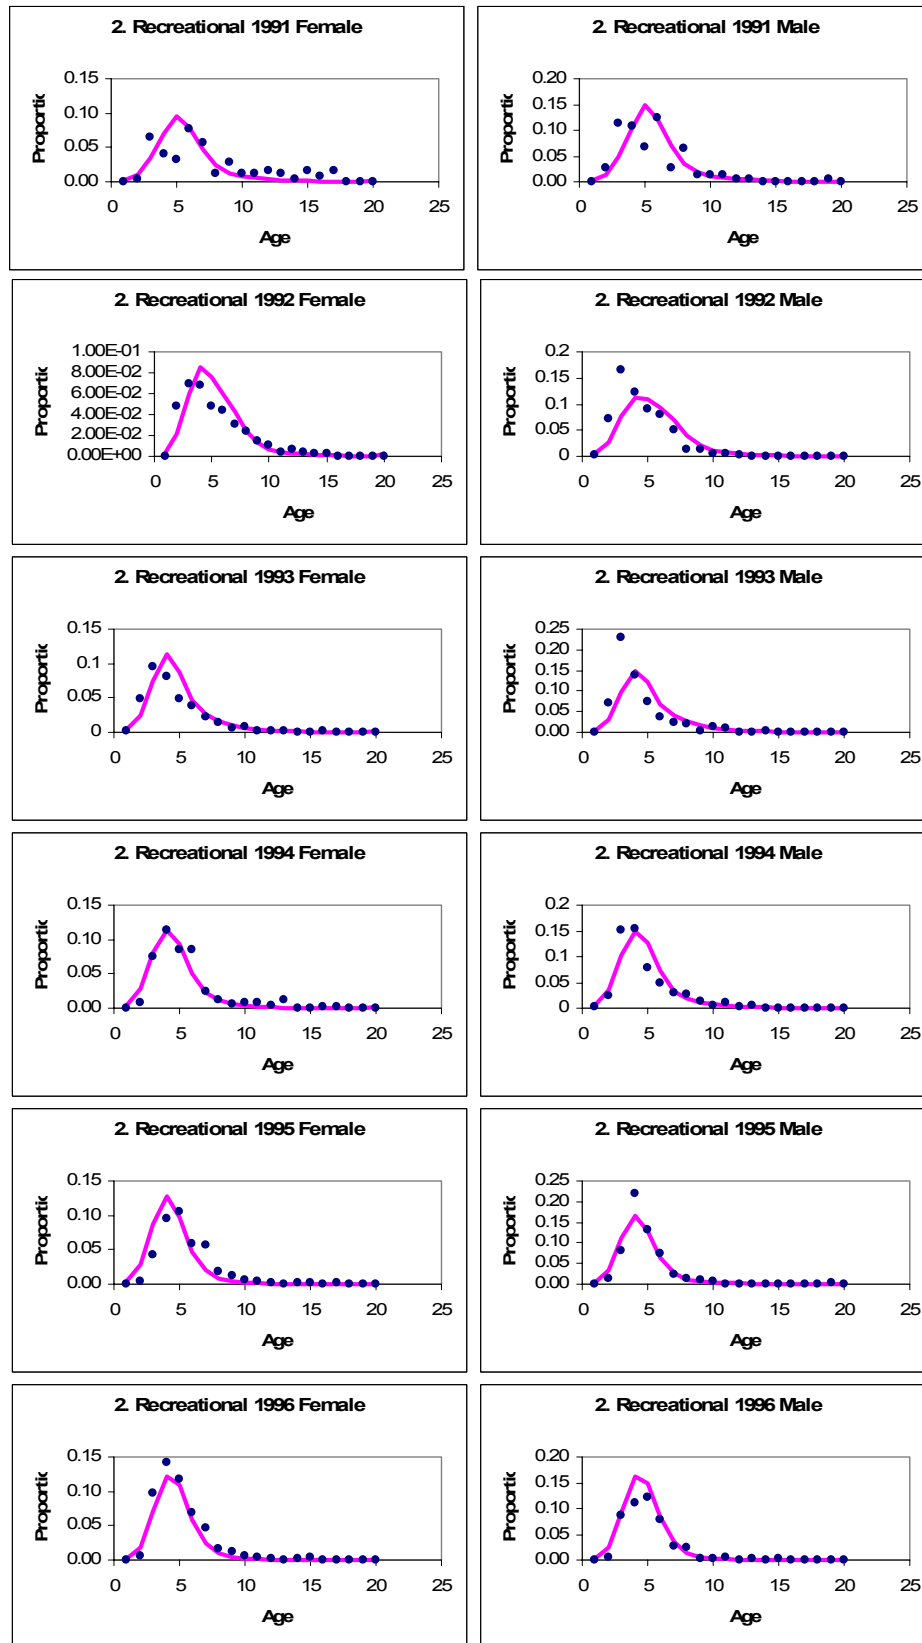 2. Recreational 1991 Female
0.15
0.10
0.05
0.00
0 5 10 15 20 25
Age
Proportic
2. Recreational 1991 Male
0.20
0.15
0.10
0.05
0.00
0 5 10 15 20 25
Age
Proportic
2. Recreational 1992 Female
1.00E-01
8.00E-02
6.00E-02
4.00E-02
2.00E-02
0.00E+00
0 5 10 15 20 25
Age
Proportic
2. Recreational 1992 Male
0.2
0.15
0.1
0.05
0
0 5 10 15 20 25
Age
Proportic
2. Recreational 1993 Female
0.15
0.1
0.05
0
0 5 10 15 20 25
Age
Proportic
2. Recreational 1993 Male
0.25
0.20
0.15
0.10
0.05
0.00
0 5 10 15 20 25
Age
Proportic
2. Recreational 1994 Female
0.15
0.10
0.05
0.00
0 5 10 15 20 25
Age
Proportic
2. Recreational 1994 Male
0.2
0.15
0.1
0.05
0
0 5 10 15 20 25
Age
Proportic
2. Recreational 1995 Female
0.15
0.10
0.05
0.00
0 5 10 15 20 25
Age
Proportic
2. Recreational 1995 Male
0.25
0.20
0.15
0.10
0.05
0.00
0 5 10 15 20 25
Age
Proportic
2. Recreational 1996 Female
0.15
0.10
0.05
0.00
0 5 10 15 20 25
Age
Proportic
2. Recreational 1996 Male
0.20
0.15
0.10
0.05
0.00
0 5 10 15 20 25
Age
Proportic